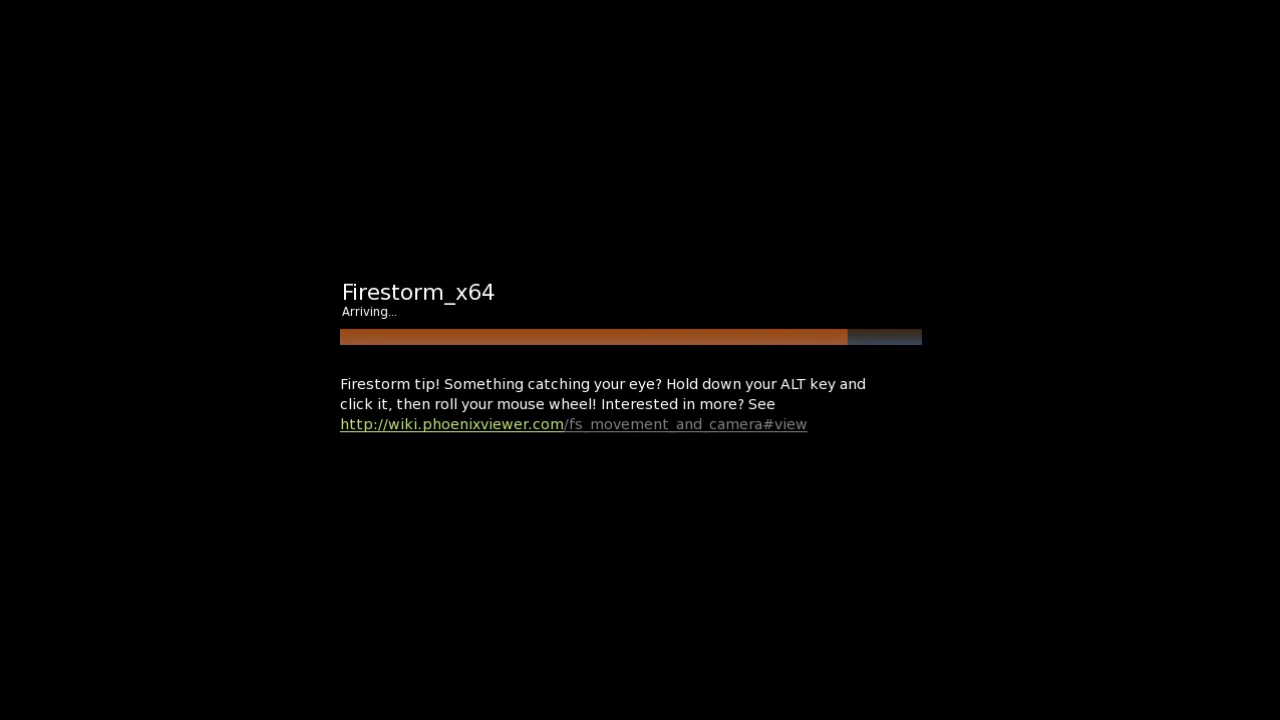 Firestorm_x64
Arriving...
Firestorm tip! Something catching your eye? Hold down your ALT key and
click it, then roll your mouse wheel! Interested in more? See
http://wiki.phoenixviewer.com/fs_movement_and_camera#view